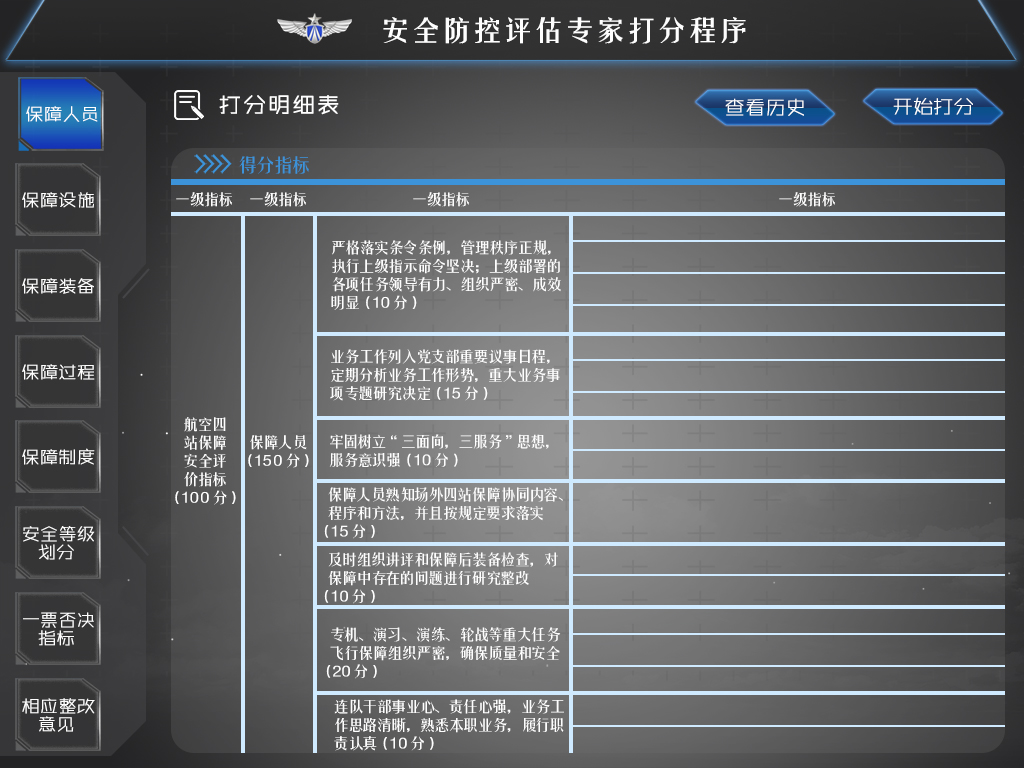 安全防控评估专家打分程序
保障人员
保障设施
保障装备
保障过程
保障制度
安全等级
划分
一票否决
指标
相应整改
意见
打分明细表
查看历史
开始打分
得分指标
一级指标
一级指标
一级指标
一级指标
航空四
站保障
安全评
价指标
(100分)
保障人员
(150分)
严格落实条令条例，管理秩序正规，
执行上级指示命令坚决；上级部署的
各项任务领导有力、组织严密、成效
明显(10分)
业务工作列入党支部重要议事日程，
定期分析业务工作形势，重大业务事
项专题研究决定(15分)
牢固树立“三面向，三服务”思想，
服务意识强(10分)
保障人员熟知场外四站保障协同内容、
程序和方法，并且按规定要求落实
(15分)
及时组织讲评和保障后装备检查，对
保障中存在的问题进行研究整改
(10分)
专机、演习、演练、轮战等重大任务
飞行保障组织严密，确保质量和安全
(20分)
连队干部事业心、责任心强，业务工
作思路清晰，熟悉本职业务，履行职
责认真(10分)